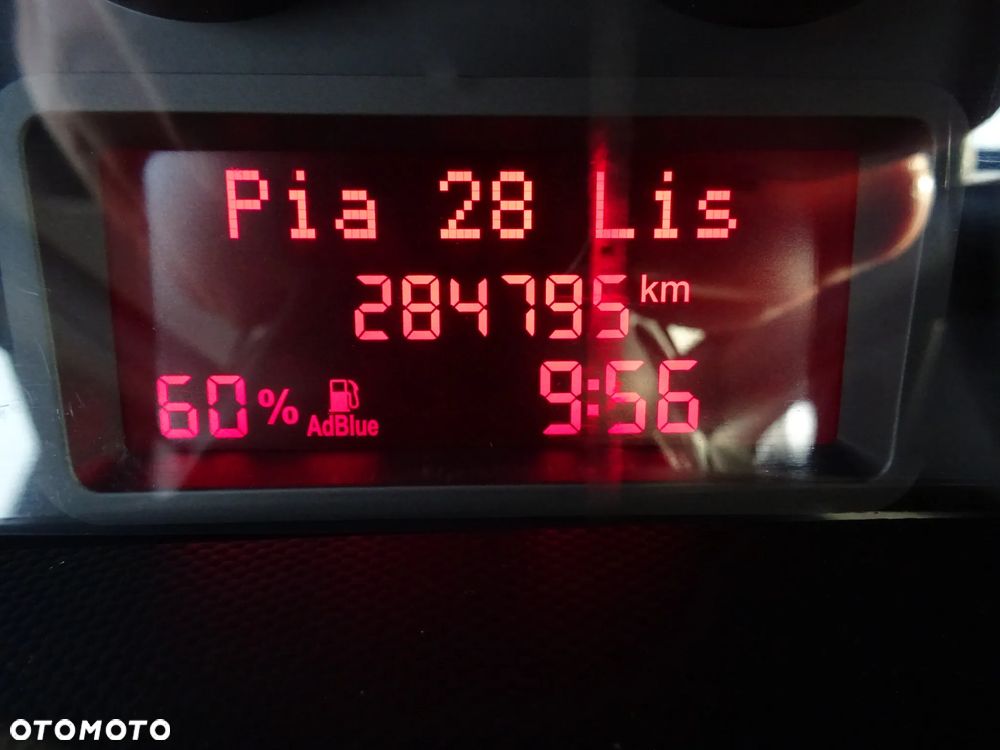 Pia 28 Lis
284795 km
60 % AdBlue 9:56
OTOMOTO